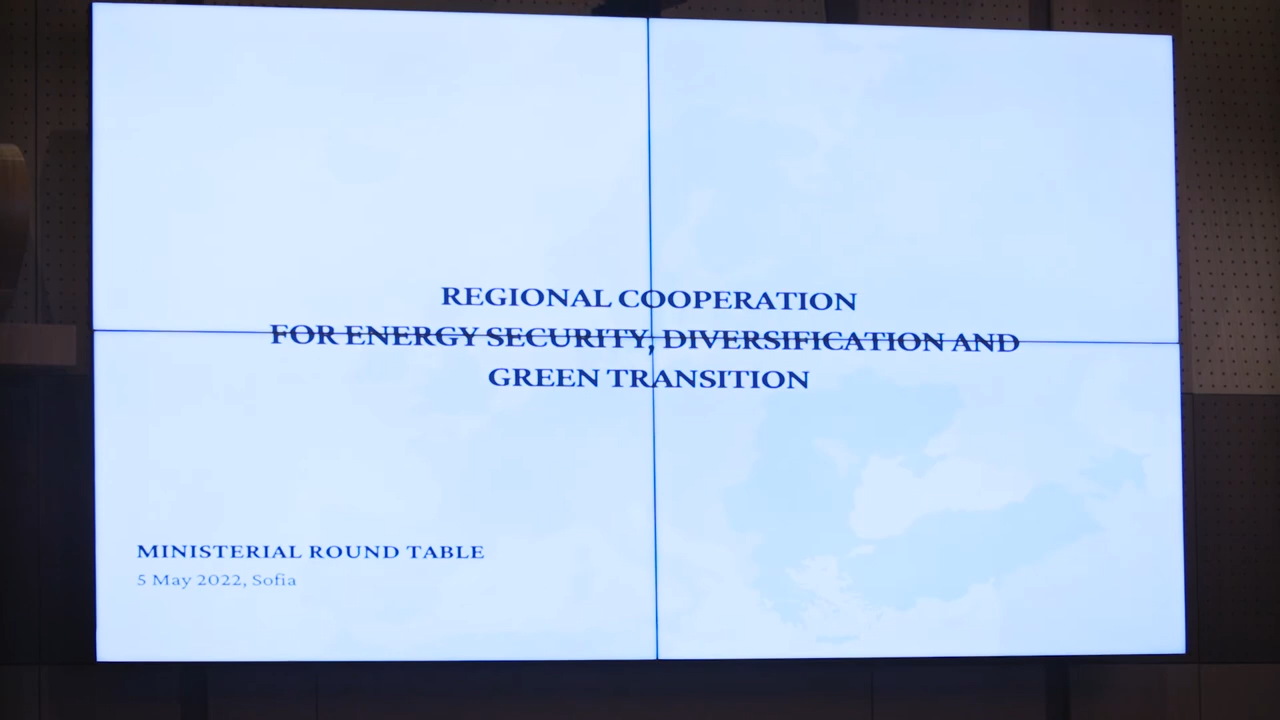 REGIONAL COOPERATION
FOR ENERGY SECURITY, DIVERSIFICATION AND
GREEN TRANSITION
MINISTERIAL ROUND TABLE
5 May 2022, Sofia